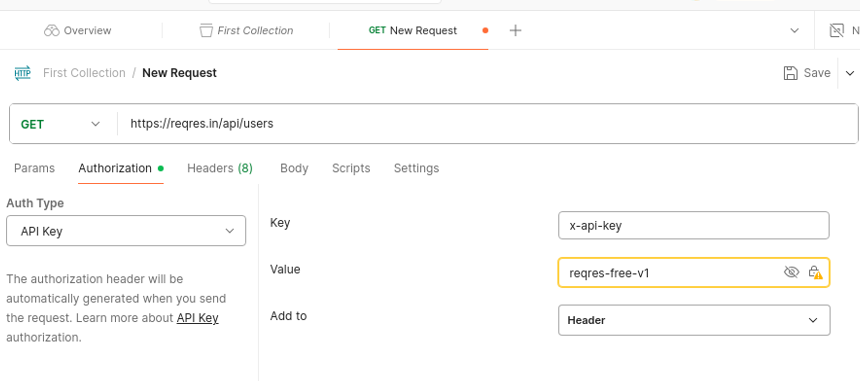 Overview
First Collection
GET New Request
N
HTTP First Collection / New Request
Save
GET
https://reqres.in/api/users
Params Authorization Headers (8) Body Scripts Settings
Auth Type
API Key
The authorization header will be
automatically generated when you send
the request. Learn more about API Key
authorization.
Key
x-api-key
Value
reqres-free-v1
Add to
Header